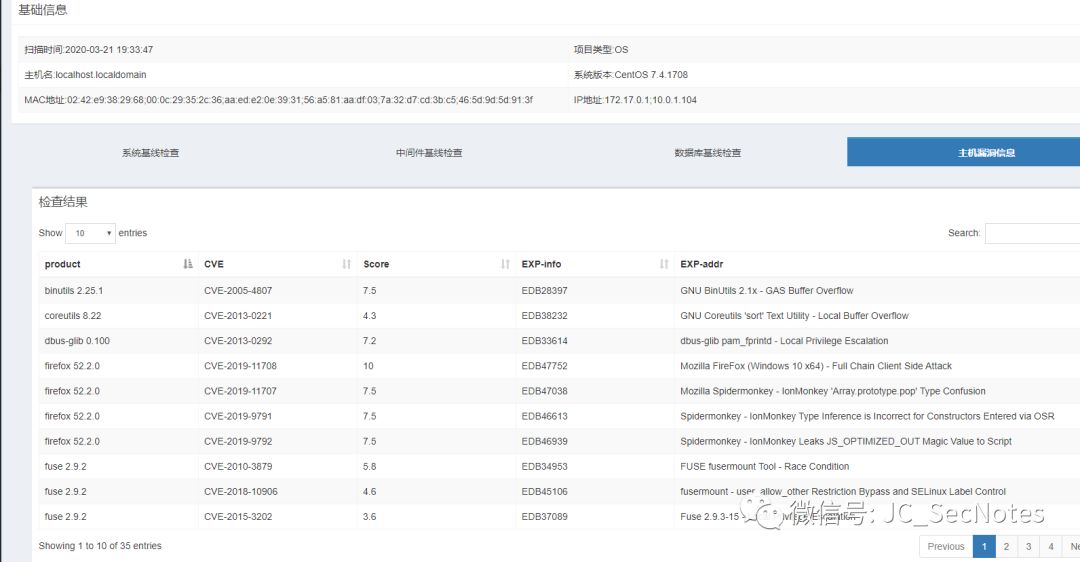 基础信息
扫描时间:2020-03-21 19:33:47 项目类型:OS
主机名:localhost.localdomain 系统版本:CentOS 7.4.1708
MAC地址:02:42:e9:38:29:68;00:0c:29:35:2c:36;aa:ed:e2:0e:39:31;56:a5:81:aa:df:03;7a:32:d7:cd:3b:c5;46:5d:9d:5d:91:3f IP地址:172.17.0.1;10.0.1.104
系统基线检查 中间件基线检查 数据库基线检查 主机漏洞信息
检查结果
Show 10 entries Search:
product CVE Score EXP-info EXP-addr
binutils 2.25.1 CVE-2005-4807 7.5 EDB28397 GNU BinUtils 2.1x - GAS Buffer Overflow
coreutils 8.22 CVE-2013-0221 4.3 EDB38232 GNU Coreutils 'sort' Text Utility - Local Buffer Overflow
dbus-glib 0.100 CVE-2013-0292 7.2 EDB33614 dbus-glib pam_fprintd - Local Privilege Escalation
firefox 52.2.0 CVE-2019-11708 10 EDB47752 Mozilla FireFox (Windows 10 x64) - Full Chain Client Side Attack
firefox 52.2.0 CVE-2019-11707 7.5 EDB47038 Mozilla Spidermonkey - IonMonkey 'Array.prototype.pop' Type Confusion
firefox 52.2.0 CVE-2019-9791 7.5 EDB46613 Spidermonkey - IonMonkey Type Inference is Incorrect for Constructors Entered via OSR
firefox 52.2.0 CVE-2019-9792 7.5 EDB46939 Spidermonkey - IonMonkey Leaks JS_OPTIMIZED_OUT Magic Value to Script
fuse 2.9.2 CVE-2010-3879 5.8 EDB34953 FUSE fusermount Tool - Race Condition
fuse 2.9.2 CVE-2018-10906 4.6 EDB45106 fusermount - user_allow_other Restriction Bypass and SELinux Label Control
fuse 2.9.2 CVE-2015-3202 3.6 EDB37089 Fuse 2.9.3-15 -
微信号: JC_SecNotes
Showing 1 to 10 of 35 entries Previous 1 2 3 4